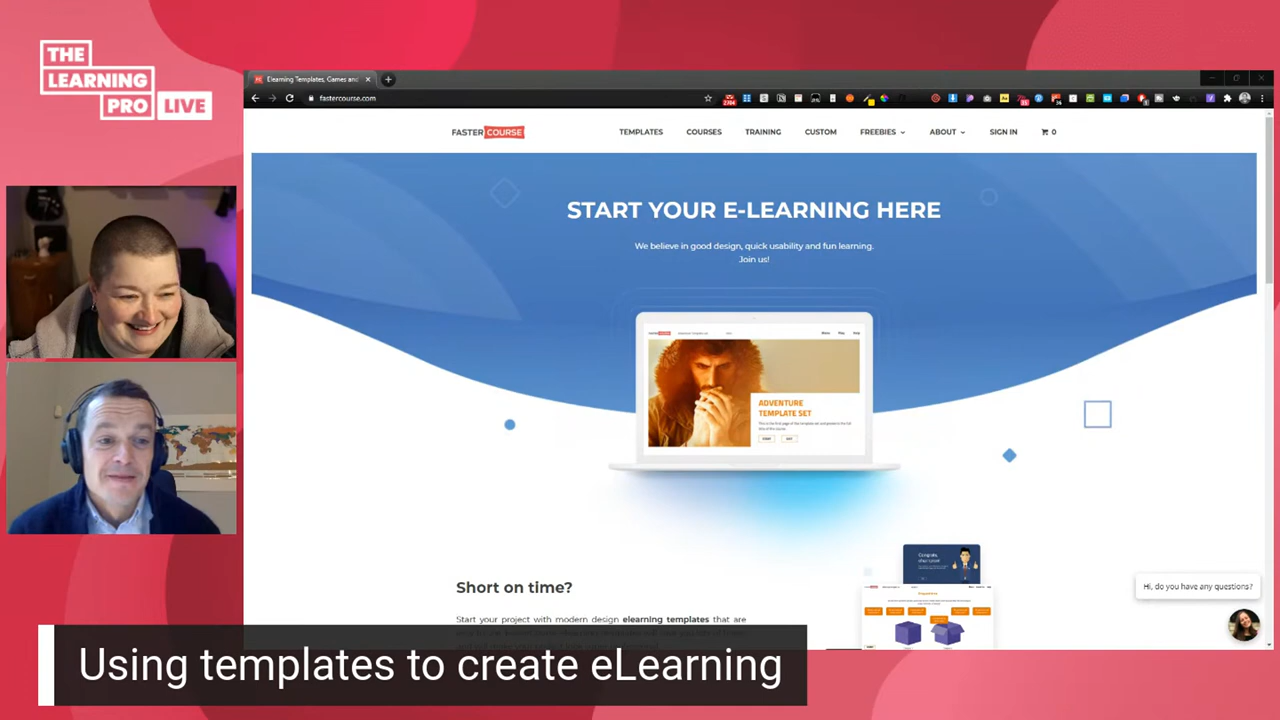 THE
LEARNING
PRO LIVE
Elearning Templates, Games and
fastercourse.com
FASTER COURSE
TEMPLATES
COURSES
TRAINING
CUSTOM
FREEBIES
ABOUT
SIGN IN
0
START YOUR E-LEARNING HERE
We believe in good design, quick usability and fun learning.
Join us!
ADVENTURE
TEMPLATE SET
Short on time?
Start your project with modern design elearning templates that are
Hi, do you have any questions?
Using templates to create eLearning